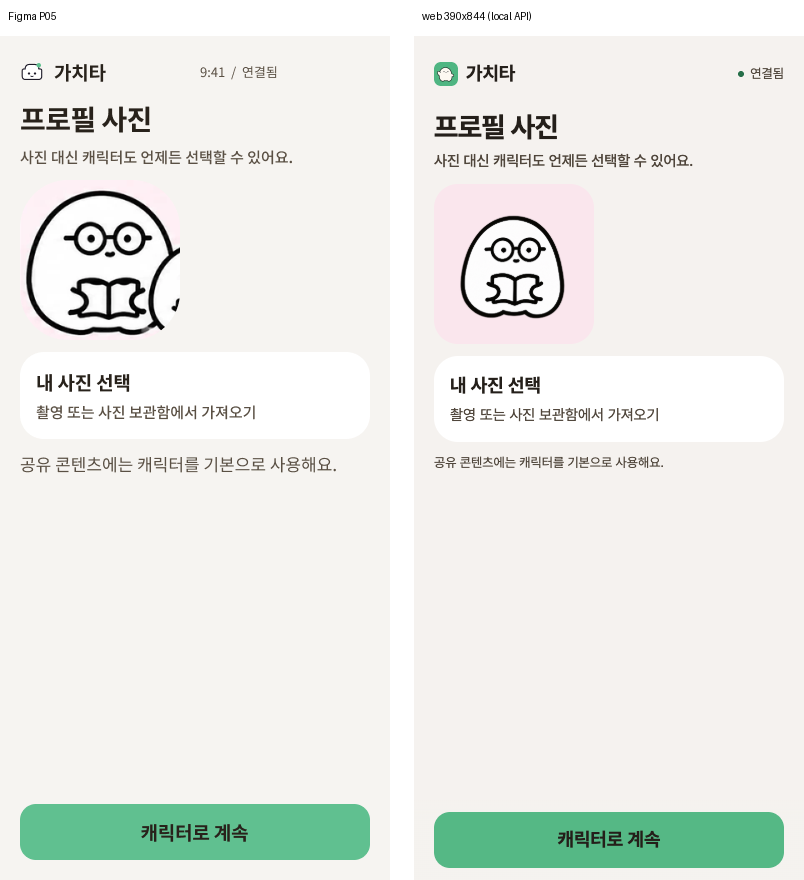 Figma P05
가치타
9:41 / 연결됨
프로필 사진
사진 대신 캐릭터도 언제든 선택할 수 있어요.
내 사진 선택
촬영 또는 사진 보관함에서 가져오기
공유 콘텐츠에는 캐릭터를 기본으로 사용해요.
캐릭터로 계속
web 390x844 (local API)
가치타
연결됨
프로필 사진
사진 대신 캐릭터도 언제든 선택할 수 있어요.
내 사진 선택
촬영 또는 사진 보관함에서 가져오기
공유 콘텐츠에는 캐릭터를 기본으로 사용해요.
캐릭터로 계속